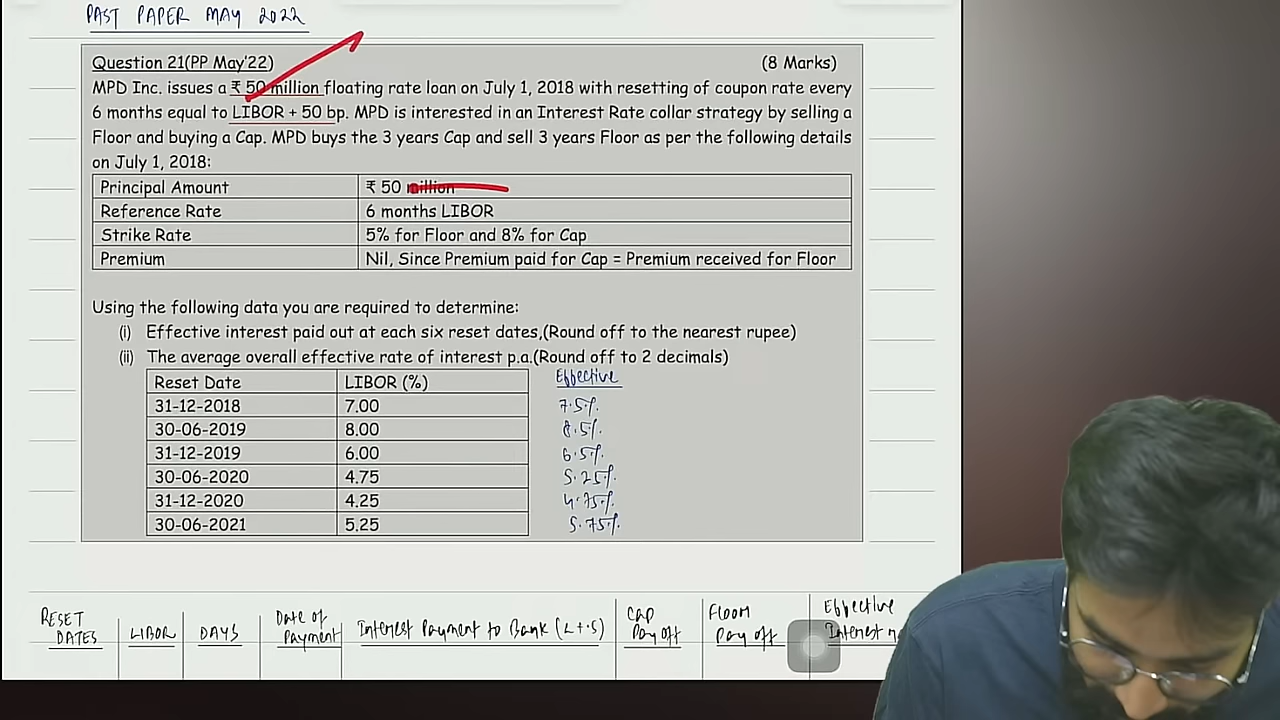 PAST PAPER MAY 2022
Question 21(PP May'22) (8 Marks)
MPD Inc. issues a ₹ 50 million floating rate loan on July 1, 2018 with resetting of coupon rate every
6 months equal to LIBOR + 50 bp. MPD is interested in an Interest Rate collar strategy by selling a
Floor and buying a Cap. MPD buys the 3 years Cap and sell 3 years Floor as per the following details
on July 1, 2018:
Principal Amount ₹ 50 million
Reference Rate 6 months LIBOR
Strike Rate 5% for Floor and 8% for Cap
Premium Nil, Since Premium paid for Cap = Premium received for Floor
Using the following data you are required to determine:
(i) Effective interest paid out at each six reset dates,(Round off to the nearest rupee)
(ii) The average overall effective rate of interest p.a.(Round off to 2 decimals)
Reset Date LIBOR (%) Effective
31-12-2018 7.00 7.5%
30-06-2019 8.00 8.5%
31-12-2019 6.00 6.5%
30-06-2020 4.75 5.25%
31-12-2020 4.25 4.75%
30-06-2021 5.25 5.75%
RESET DATES LIBOR DAYS Date of Payment Interest Payment to Bank (L+.5) Cap Pay off Floor Pay off Effective Interest